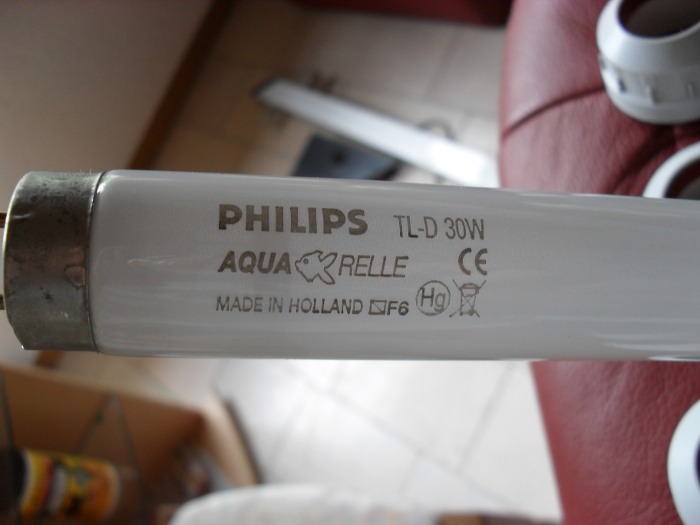 PHILIPS TL-D 30W
AQUARELLE CE
MADE IN HOLLAND F6 Hg